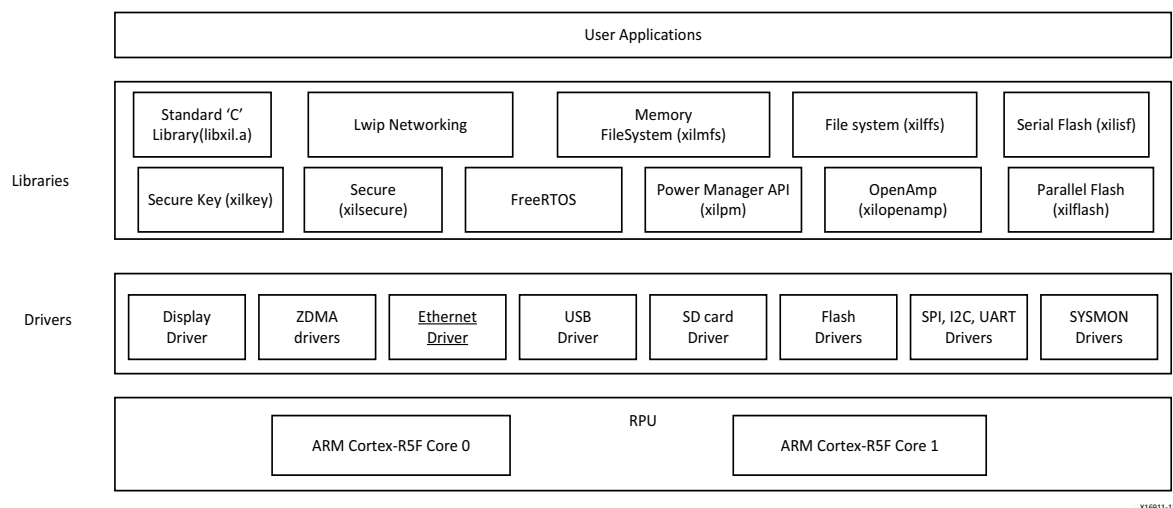 User Applications
Standard ‘C’
Library(libxil.a)
Lwip Networking
Memory
FileSystem (xilmfs)
File system (xilffs)
Serial Flash (xilisf)
Libraries
Secure Key (xilkey)
Secure
(xilsecure)
FreeRTOS
Power Manager API
(xilpm)
OpenAmp
(xilopenamp)
Parallel Flash
(xilflash)
Drivers
Display
Driver
ZDMA
drivers
Ethernet
Driver
USB
Driver
SD card
Driver
Flash
Drivers
SPI, I2C, UART
Drivers
SYSMON
Drivers
RPU
ARM Cortex-R5F Core 0
ARM Cortex-R5F Core 1